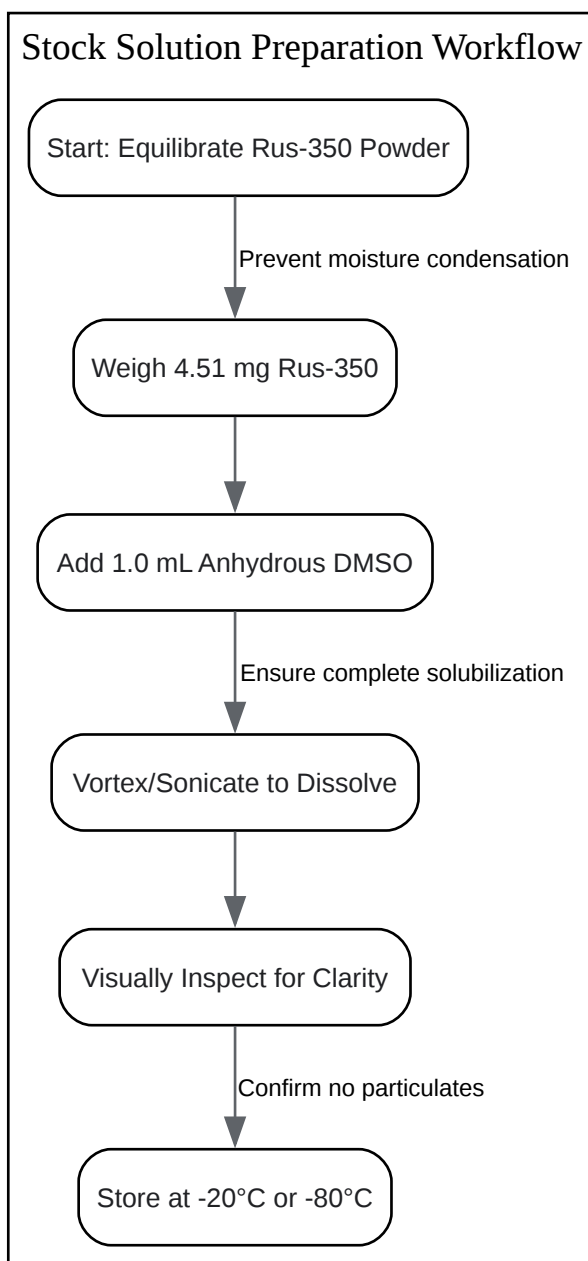 Stock Solution Preparation Workflow
Start: Equilibrate Rus-350 Powder
Prevent moisture condensation
Weigh 4.51 mg Rus-350
Add 1.0 mL Anhydrous DMSO
Ensure complete solubilization
Vortex/Sonicate to Dissolve
Visually Inspect for Clarity
Confirm no particulates
Store at -20°C or -80°C